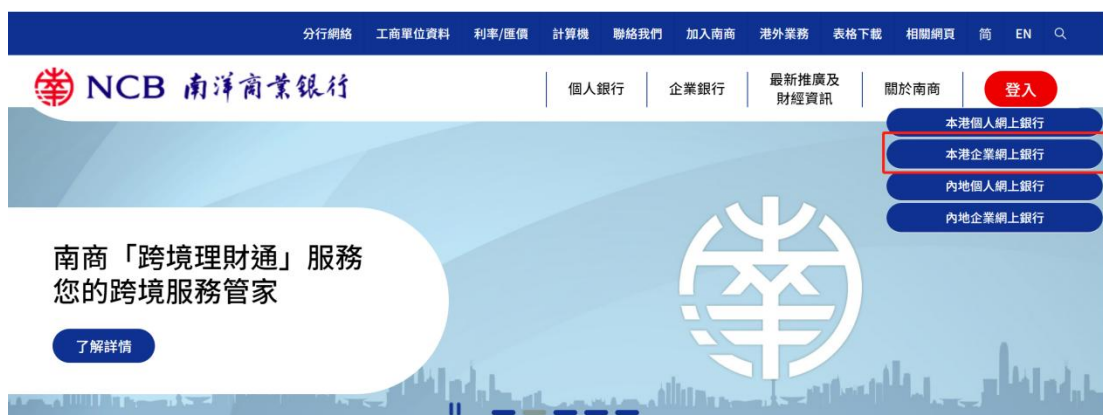 分行網絡 工商單位資料 利率/匯價 計算機 聯絡我們 加入南商 港外業務 表格下載 相關網頁 简 EN
NCB 南洋商業銀行
個人銀行 企業銀行 最新推廣及 關於南商 登入
財經資訊
本港個人網上銀行
本港企業網上銀行
內地個人網上銀行
內地企業網上銀行
南商「跨境理財通」服務
您的跨境服務管家
了解詳情